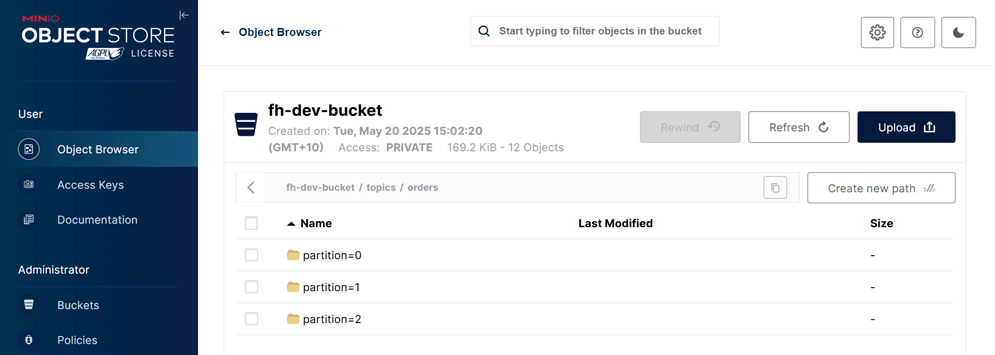 MINIO
OBJECT STORE
AGPLv3 LICENSE
User
Object Browser
Access Keys
Documentation
Administrator
Buckets
Policies
← Object Browser
Start typing to filter objects in the bucket
fh-dev-bucket
Created on: Tue, May 20 2025 15:02:20
(GMT+10) Access: PRIVATE 169.2 KiB - 12 Objects
Rewind
Refresh
Upload
fh-dev-bucket / topics / orders
Create new path
Name Last Modified Size
partition=0 -
partition=1 -
partition=2 -